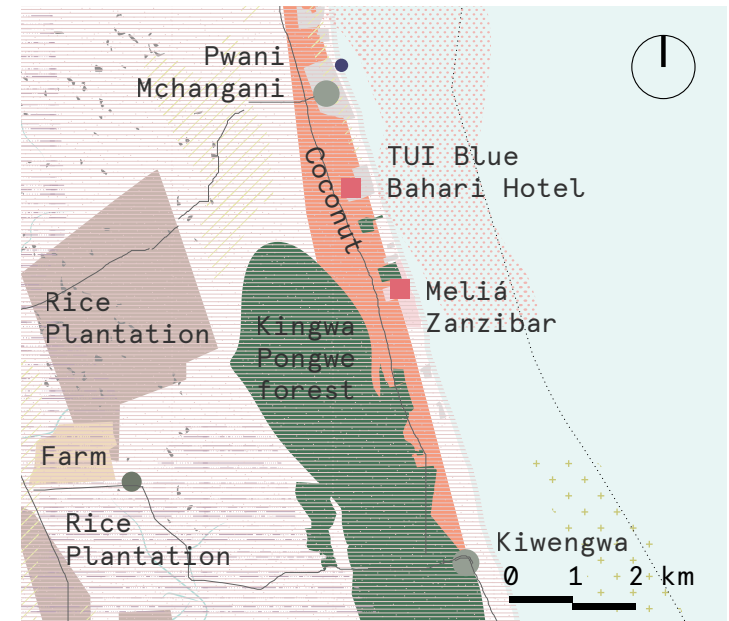 Pwani
Mchangani
TUI Blue
Bahari Hotel
Coconut
Meliá
Zanzibar
Rice
Plantation
Kingwa
Pongwe
forest
Farm
Rice
Plantation
Kiwengwa
0 1 2 km